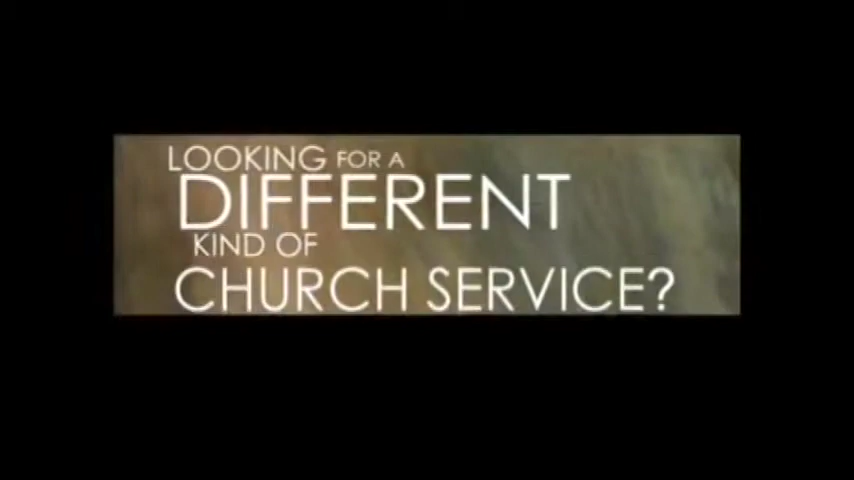 LOOKING FOR A
DIFFERENT
KIND OF
CHURCH SERVICE?